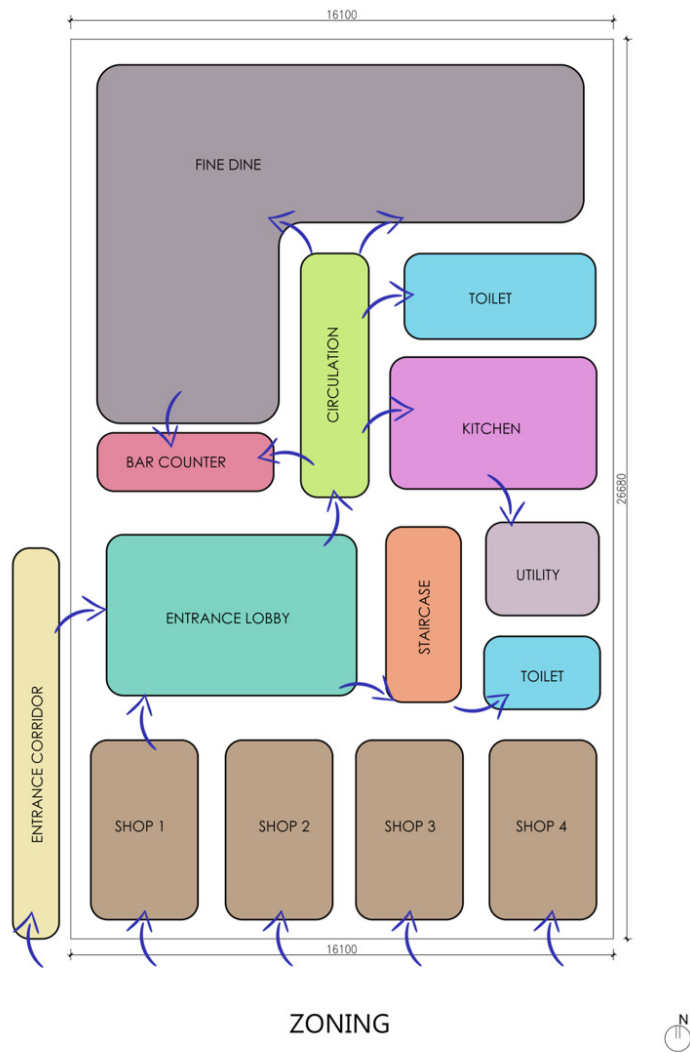 16100
FINE DINE
TOILET
CIRCULATION
KITCHEN
BAR COUNTER
26680
UTILITY
ENTRANCE LOBBY
STAIRCASE
TOILET
ENTRANCE CORRIDOR
SHOP 1
SHOP 2
SHOP 3
SHOP 4
16100
ZONING
N